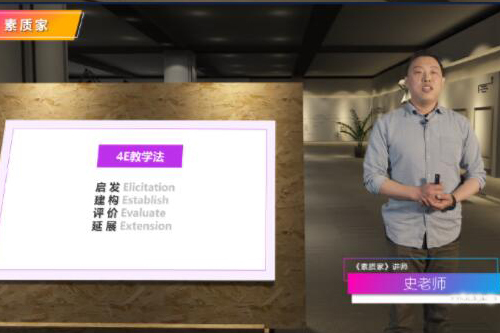 素质家
4E教学法
启发 Elicitation
建构 Establish
评价 Evaluate
延展 Extension
《素质家》讲师
史老师